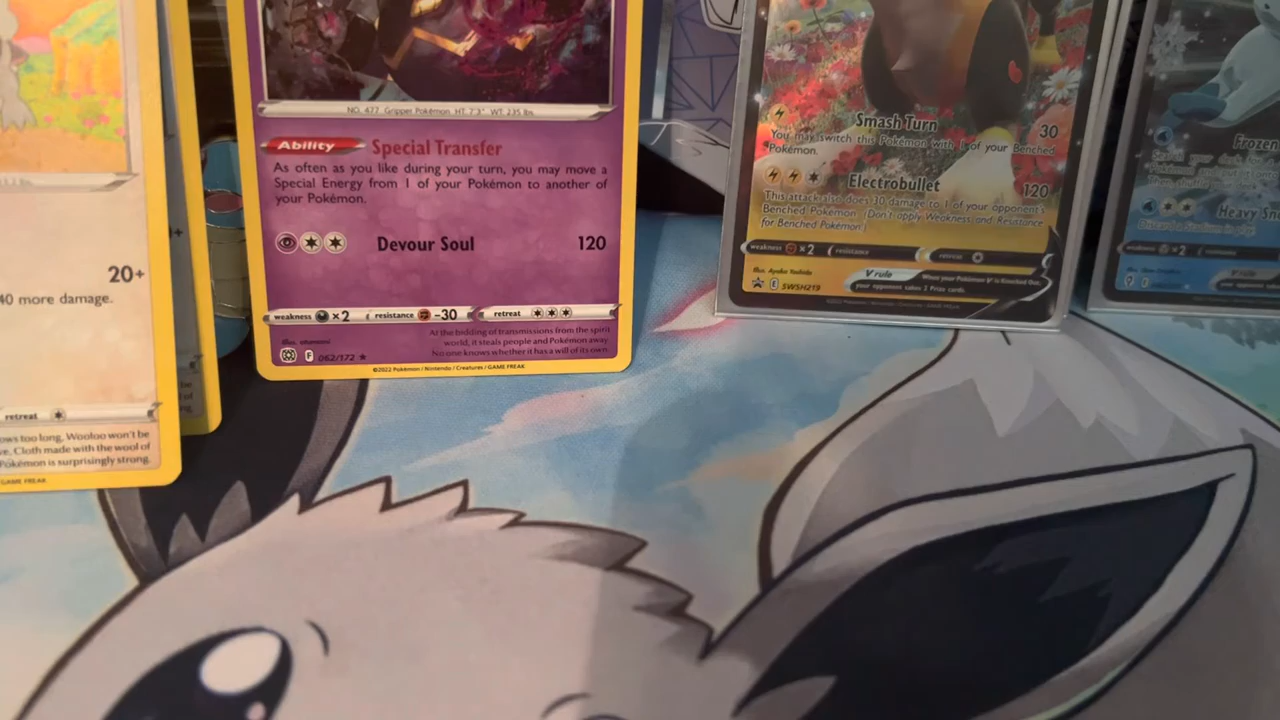 20+
40 more damage.
retreat
ows too long, Wooloo won't be
ve. Cloth made with the wool of
Pokémon is surprisingly strong.
GAME FREAK
NO. 477 Gripper Pokémon HT: 7'3" WT: 235 lbs.
Ability Special Transfer
As often as you like during your turn, you may move a
Special Energy from 1 of your Pokémon to another of
your Pokémon.
Devour Soul 120
weakness ×2 resistance -30 retreat
At the bidding of transmissions from the spirit
world, it steals people and Pokémon away.
No one knows whether it has a will of its own.
Illus.
F 062/172 ★
©2022 Pokémon / Nintendo / Creatures / GAME FREAK
Smash Turn 30
You may switch this Pokémon with 1 of your Benched
Pokémon.
Electrobullet 120
This attack also does 30 damage to 1 of your opponent's
Benched Pokémon. (Don't apply Weakness and Resistance
for Benched Pokémon.)
weakness ×2 resistance retreat
Illus. Ayaka Yoshida
V rule When your Pokémon V is Knocked Out,
your opponent takes 2 Prize cards.
E SWSH219
Frozen
Heavy Sn
Discard a Stadium in play.
weakness ×2
V rule